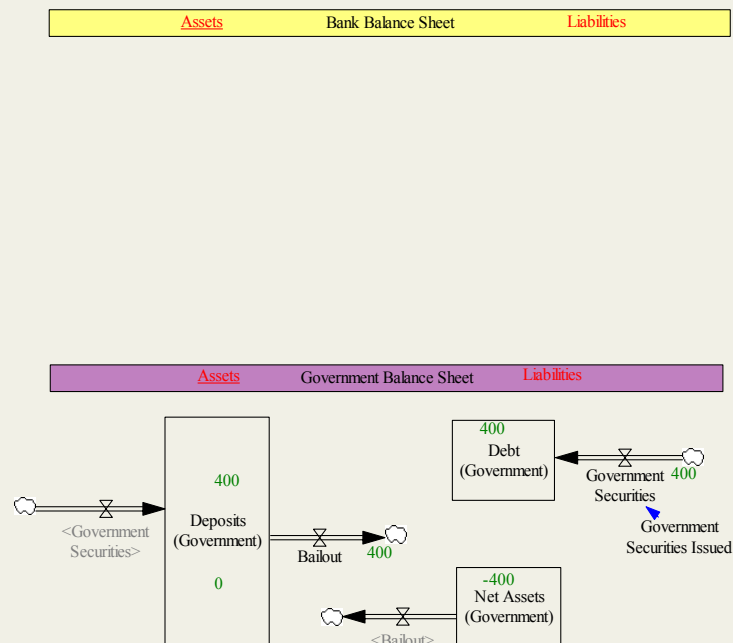 Assets Bank Balance Sheet Liabilities
Assets Government Balance Sheet Liabilities
400
Debt
(Government)
Government
Securities
400
Government
Securities Issued
400
Deposits
(Government)
0
<Government
Securities>
Bailout
400
-400
Net Assets
(Government)
<Bailout>